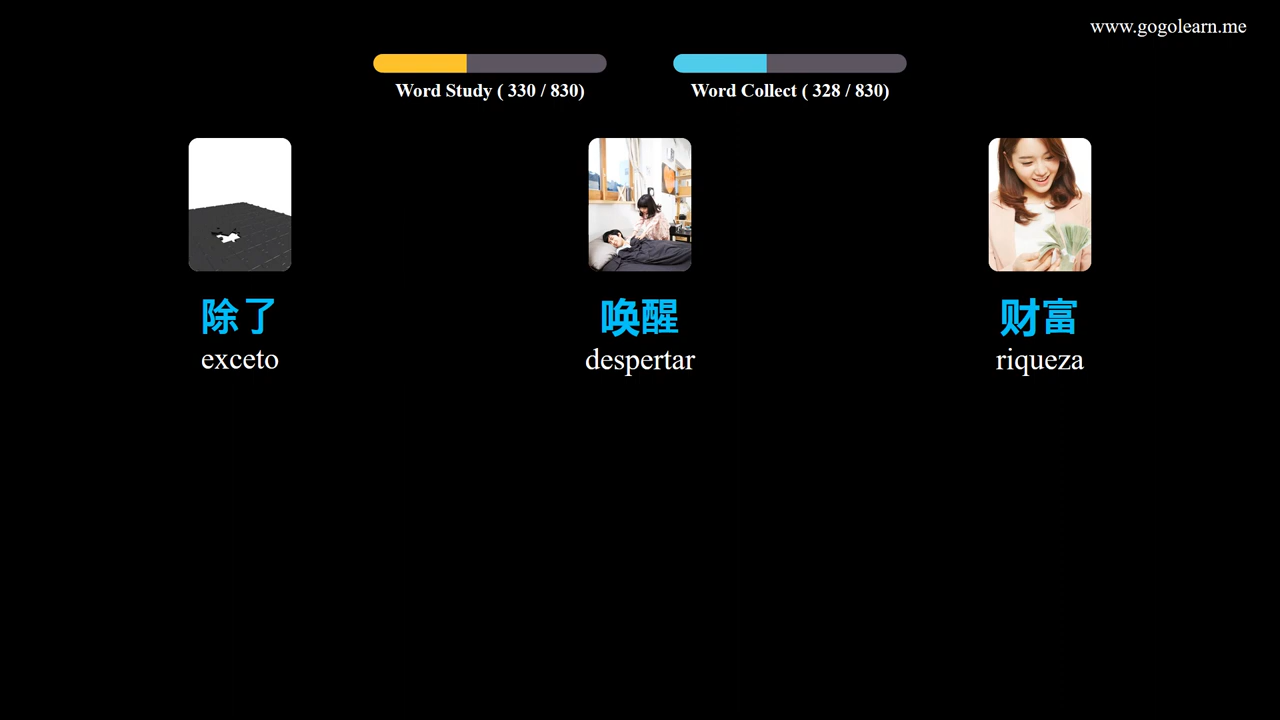 www.gogolearn.me
Word Study ( 330 / 830)
Word Collect ( 328 / 830)
除了
唤醒
财富
exceto
despertar
riqueza